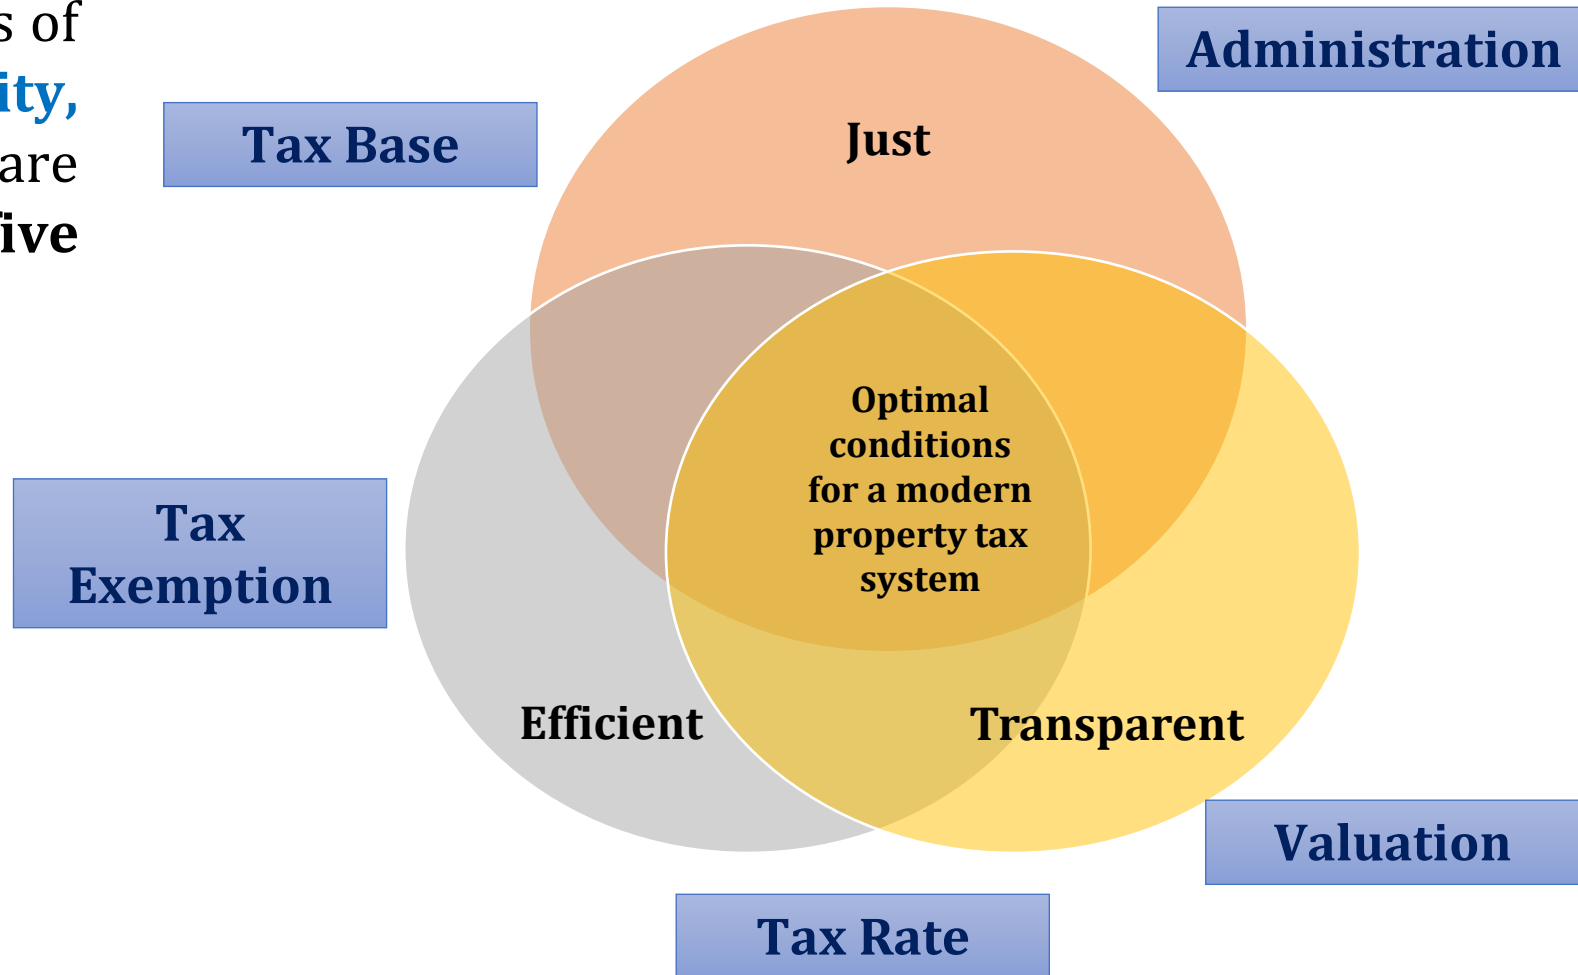 s of
ity,
are
five
Administration
Tax Base
Just
Optimal
conditions
for a modern
property tax
system
Tax
Exemption
Efficient
Transparent
Valuation
Tax Rate